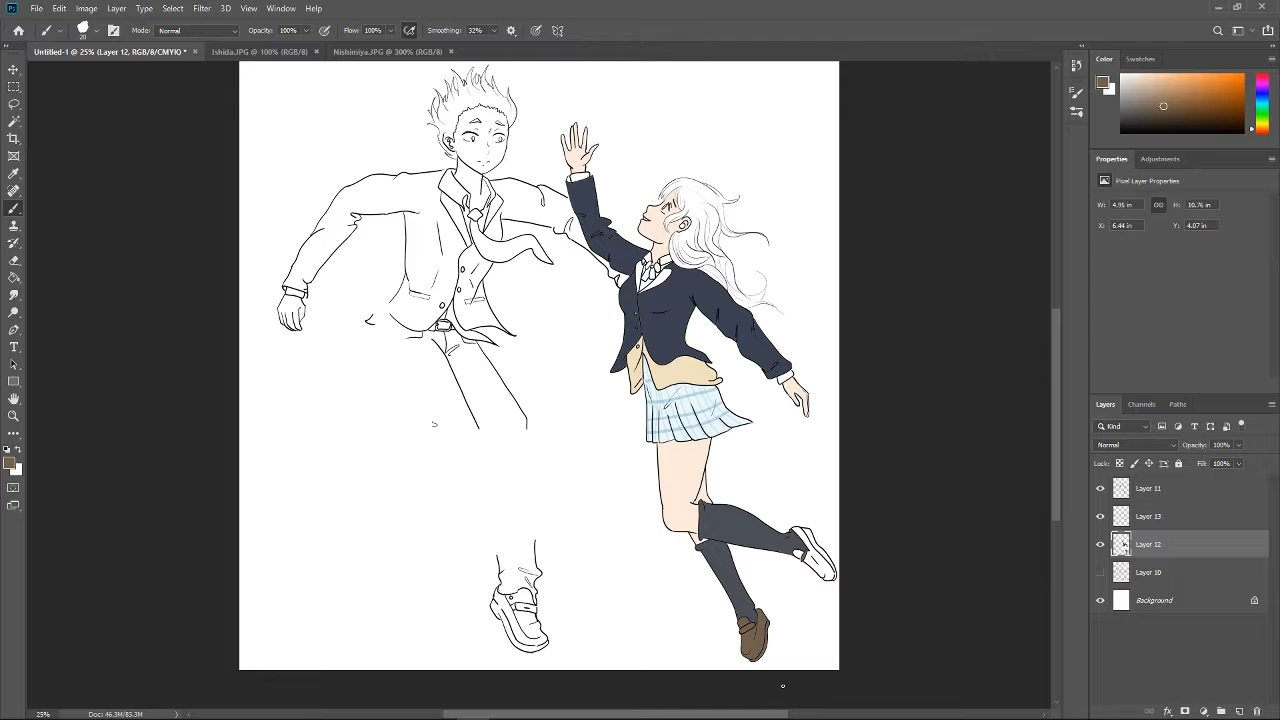 Ps File Edit Image Layer Type Select Filter 3D View Window Help
20 Mode: Normal Opacity: 100% Flow: 100% Smoothing: 32%
Untitled-1 @ 25% (Layer 12, RGB/8/CMYK) * × Ishida.JPG @ 100% (RGB/8) × Nishimiya.JPG @ 300% (RGB/8) ×
Color Swatches
Properties Adjustments
Pixel Layer Properties
W: 4.95 in H: 10.76 in
X: 6.44 in Y: 4.07 in
Layers Channels Paths
Kind
Normal Opacity: 100%
Lock: Fill: 100%
Layer 11
Layer 13
Layer 12
Layer 10
Background
25% Doc: 46.3M/83.3M